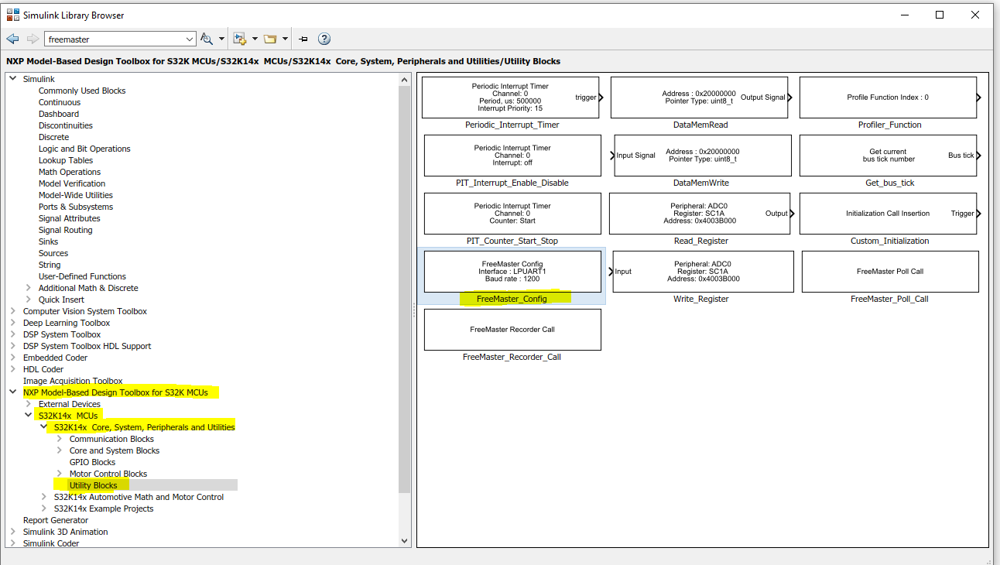 Simulink Library Browser
freemaster
NXP Model-Based Design Toolbox for S32K MCUs/S32K14x  MCUs/S32K14x  Core, System, Peripherals and Utilities/Utility Blocks
Simulink
Commonly Used Blocks
Continuous
Dashboard
Discontinuities
Discrete
Logic and Bit Operations
Lookup Tables
Math Operations
Model Verification
Model-Wide Utilities
Ports & Subsystems
Signal Attributes
Signal Routing
Sinks
Sources
String
User-Defined Functions
Additional Math & Discrete
Quick Insert
Computer Vision System Toolbox
Deep Learning Toolbox
DSP System Toolbox
DSP System Toolbox HDL Support
Embedded Coder
HDL Coder
Image Acquisition Toolbox
NXP Model-Based Design Toolbox for S32K MCUs
External Devices
S32K14x  MCUs
S32K14x  Core, System, Peripherals and Utilities
Communication Blocks
Core and System Blocks
GPIO Blocks
Motor Control Blocks
Utility Blocks
S32K14x Automotive Math and Motor Control
S32K14x Example Projects
Report Generator
Simulink 3D Animation
Simulink Coder
Periodic Interrupt Timer
Channel: 0
Period, us: 500000
Interrupt Priority: 15
trigger
Periodic_Interrupt_Timer
Address : 0x20000000
Pointer Type: uint8_t
Output Signal
DataMemRead
Profile Function Index : 0
Profiler_Function
Periodic Interrupt Timer
Channel: 0
Interrupt: off
PIT_Interrupt_Enable_Disable
Input Signal
Address : 0x20000000
Pointer Type: uint8_t
DataMemWrite
Get current
bus tick number
Bus tick
Get_bus_tick
Periodic Interrupt Timer
Channel: 0
Counter: Start
PIT_Counter_Start_Stop
Peripheral: ADC0
Register: SC1A
Address: 0x4003B000
Output
Read_Register
Initialization Call Insertion
Trigger
Custom_Initialization
FreeMaster Config
Interface : LPUART1
Baud rate : 1200
FreeMaster_Config
Input
Peripheral: ADC0
Register: SC1A
Address: 0x4003B000
Write_Register
FreeMaster Poll Call
FreeMaster_Poll_Call
FreeMaster Recorder Call
FreeMaster_Recorder_Call